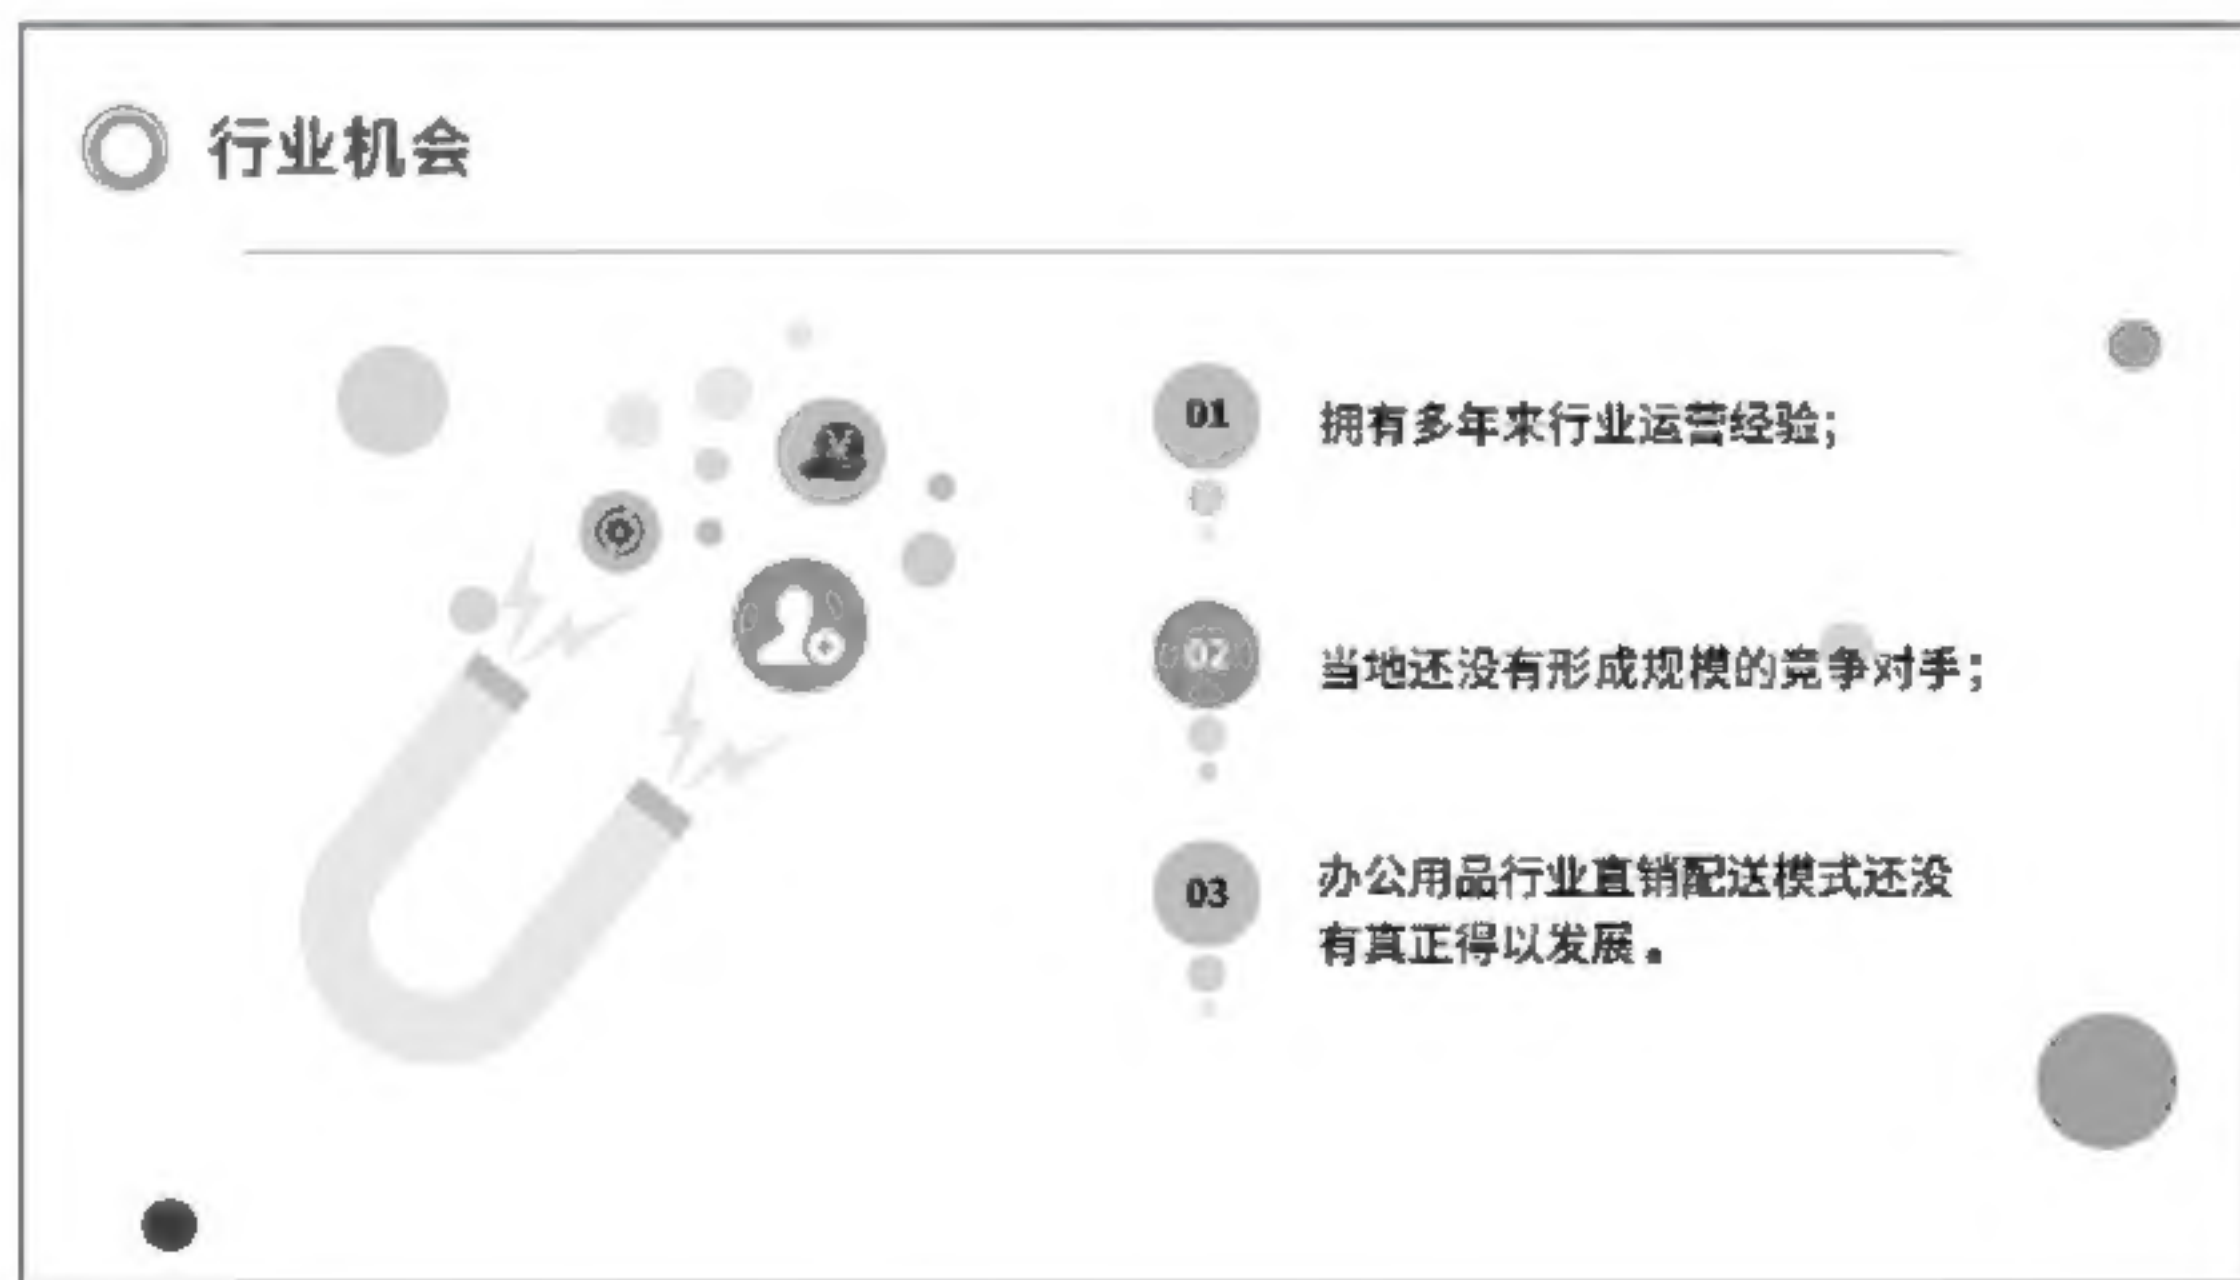 行业机会
01
拥有多年来行业运营经验;
02
当地还没有形成规模的竞争对手;
03
办公用品行业直销配送模式还没
有真正得以发展。